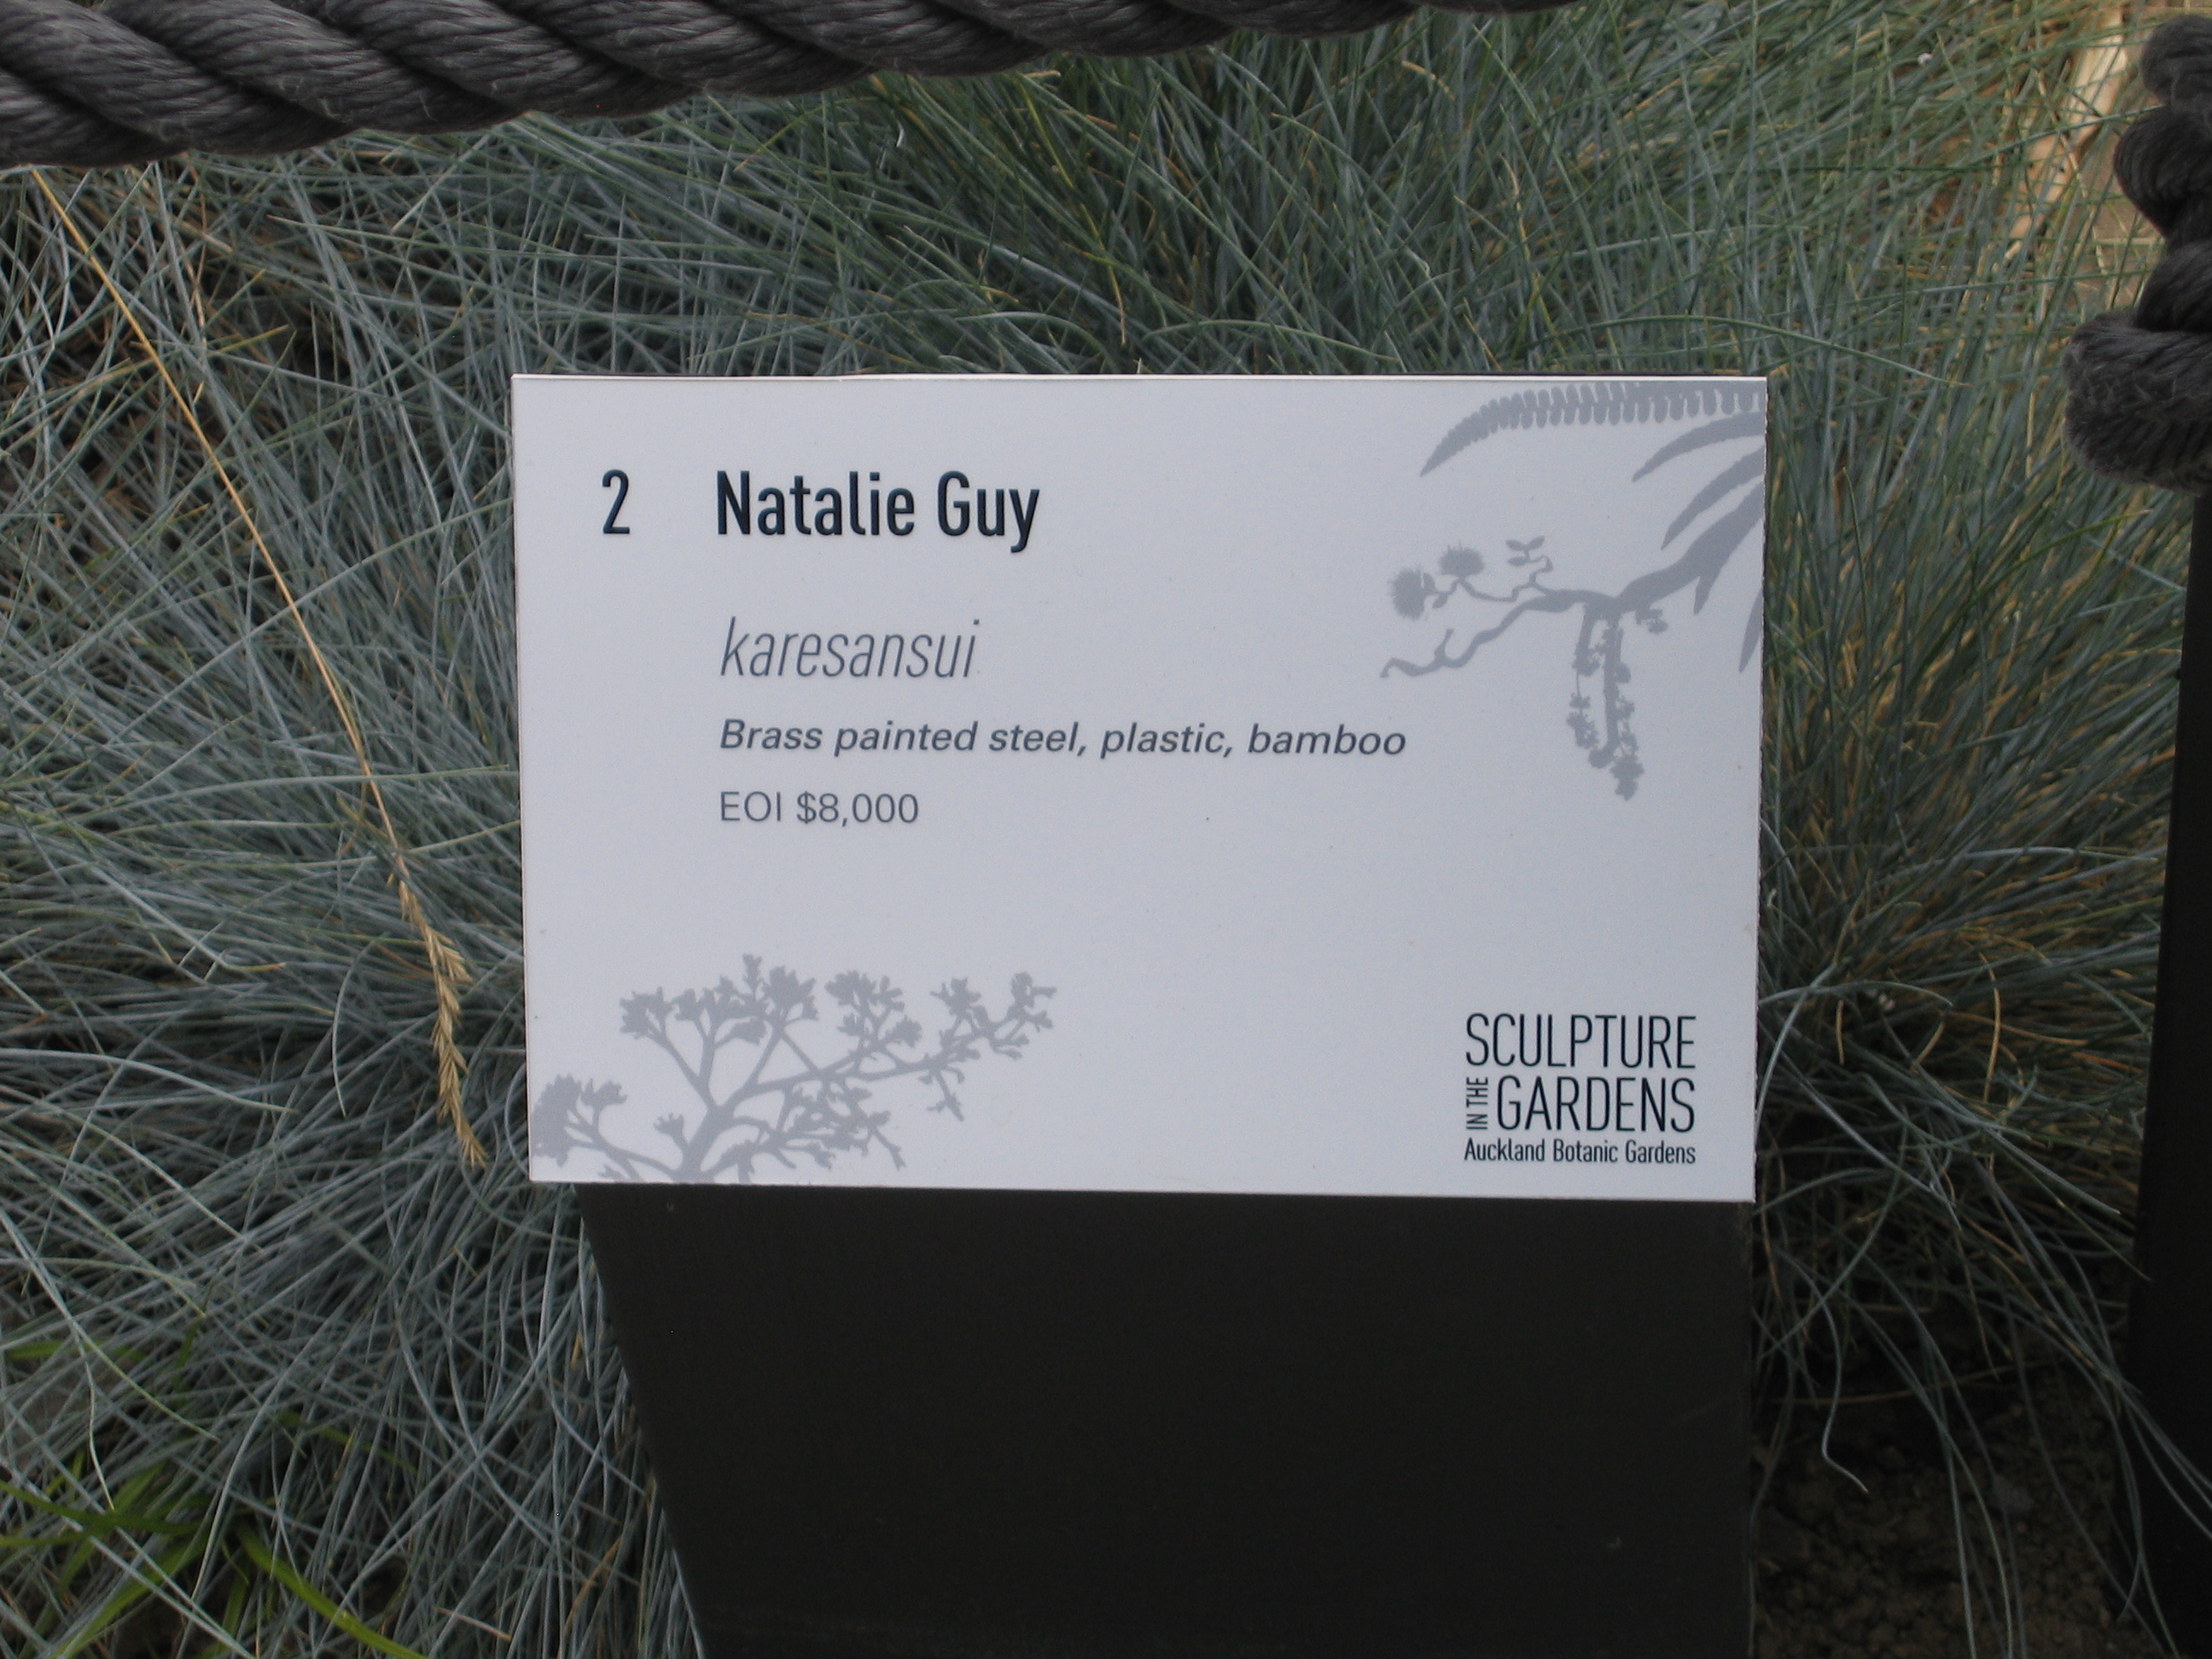 2 Natalie Guy
karesansui
Brass painted steel, plastic, bamboo
EOI $8,000
SCULPTURE
IN THE GARDENS
Auckland Botanic Gardens